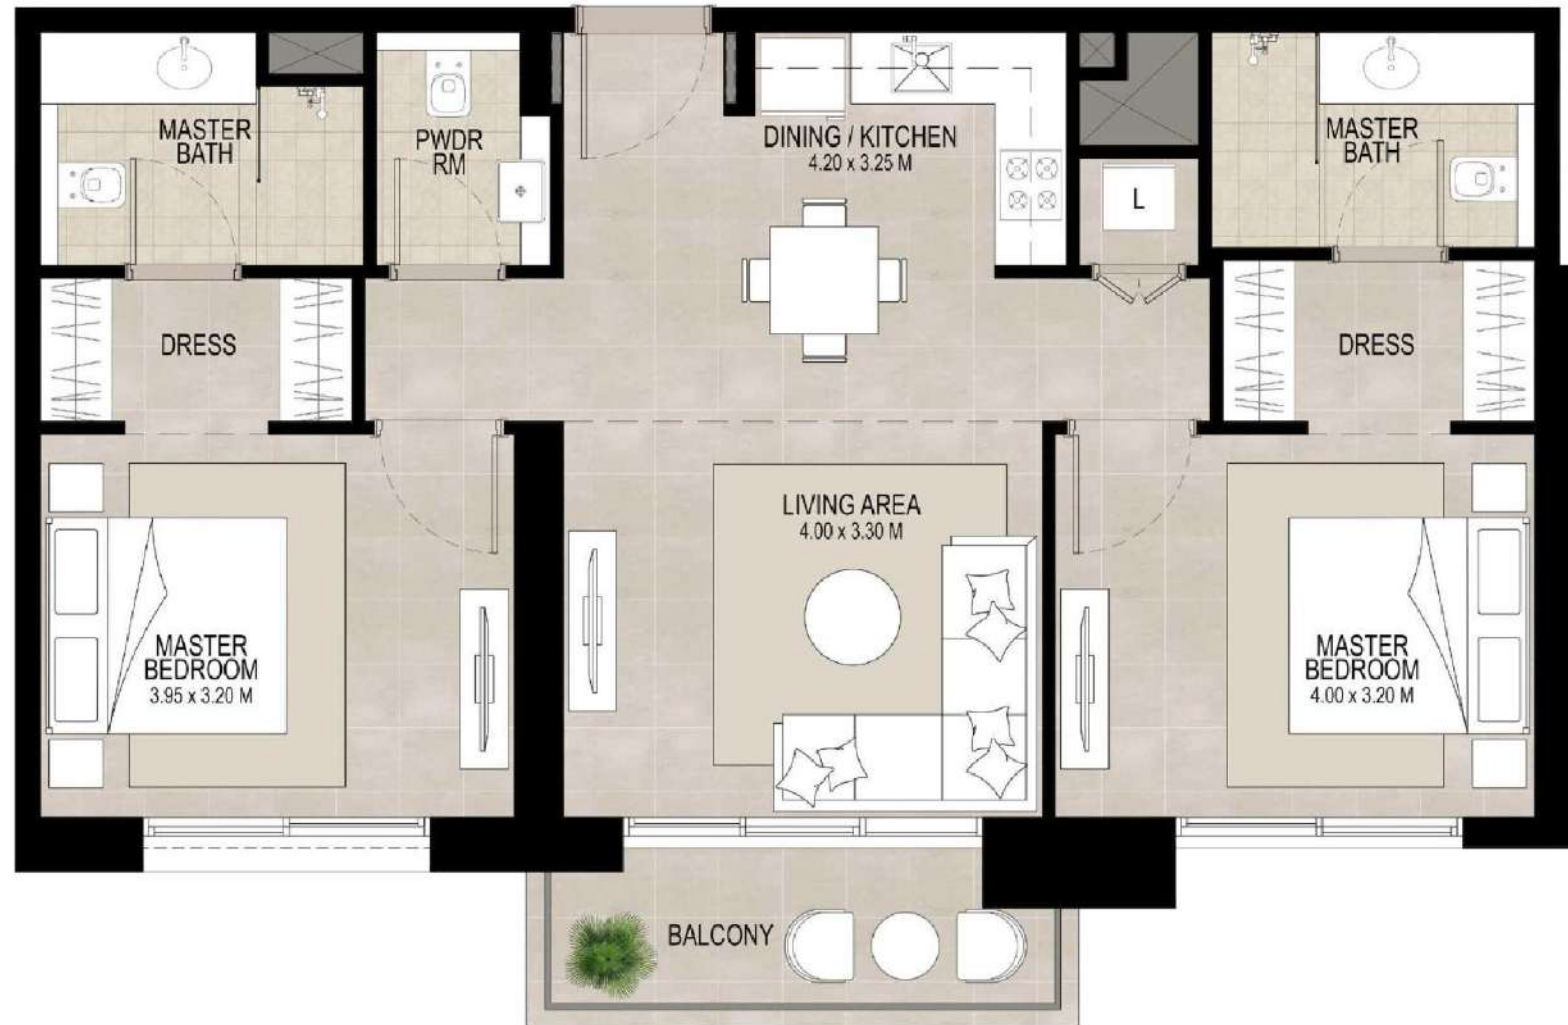 MASTER
BATH
PWDR
RM
DINING / KITCHEN
4.20 x 3.25 M
L
MASTER
BATH
DRESS
DRESS
LIVING AREA
4.00 x 3.30 M
MASTER
BEDROOM
3.95 x 3.20 M
MASTER
BEDROOM
4.00 x 3.20 M
BALCONY